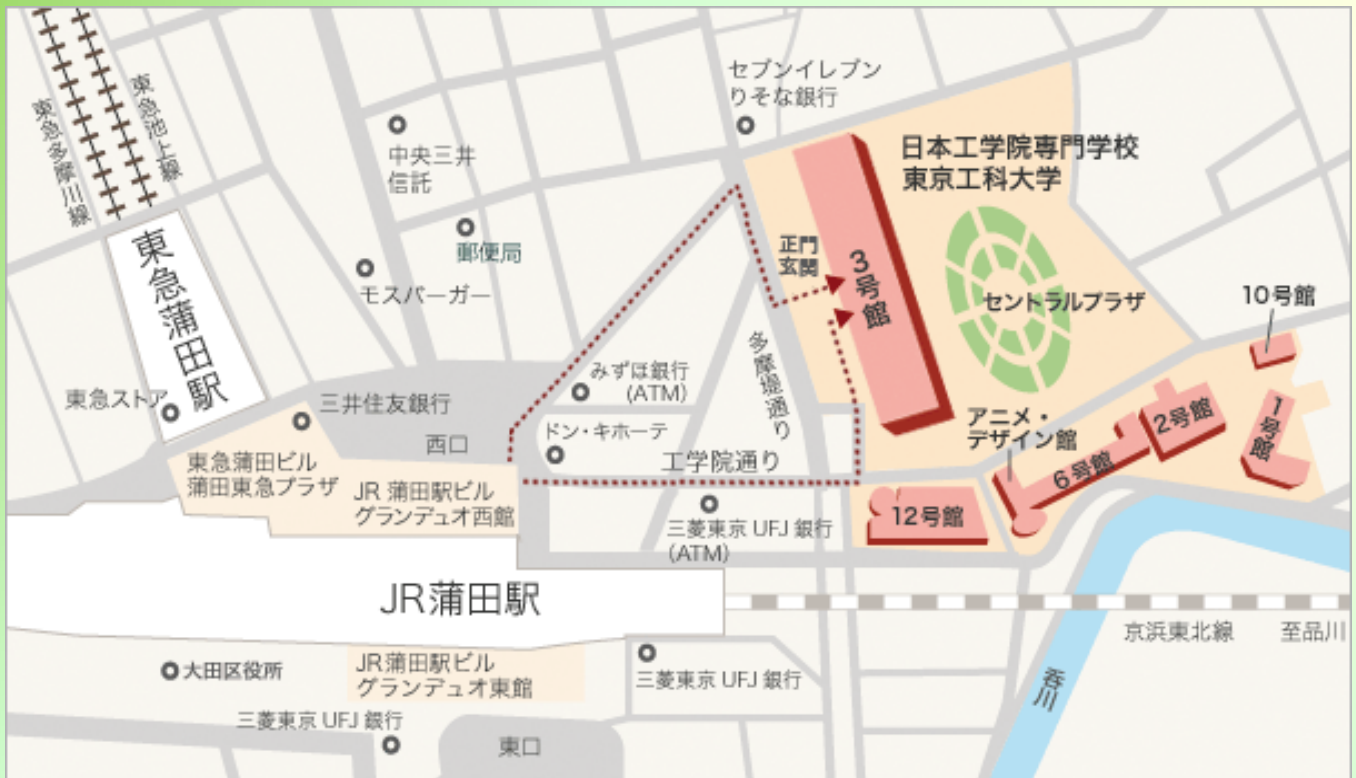 東急多摩川線
東急池上線
東急蒲田駅
東急ストア
中央三井
信託
郵便局
モスバーガー
セブンイレブン
りそな銀行
日本工学院専門学校
東京工科大学
正門
玄関
3号館
セントラルプラザ
10号館
みずほ銀行
(ATM)
多摩堤通り
三井住友銀行
西口
ドン・キホーテ
工学院通り
アニメ・
デザイン館
2号館
1号館
6号館
東急蒲田ビル
蒲田東急プラザ
JR 蒲田駅ビル
グランデュオ西館
三菱東京 UFJ 銀行
(ATM)
12号館
JR蒲田駅
京浜東北線
至品川
呑川
大田区役所
JR蒲田駅ビル
グランデュオ東館
三菱東京 UFJ 銀行
三菱東京 UFJ 銀行
東口